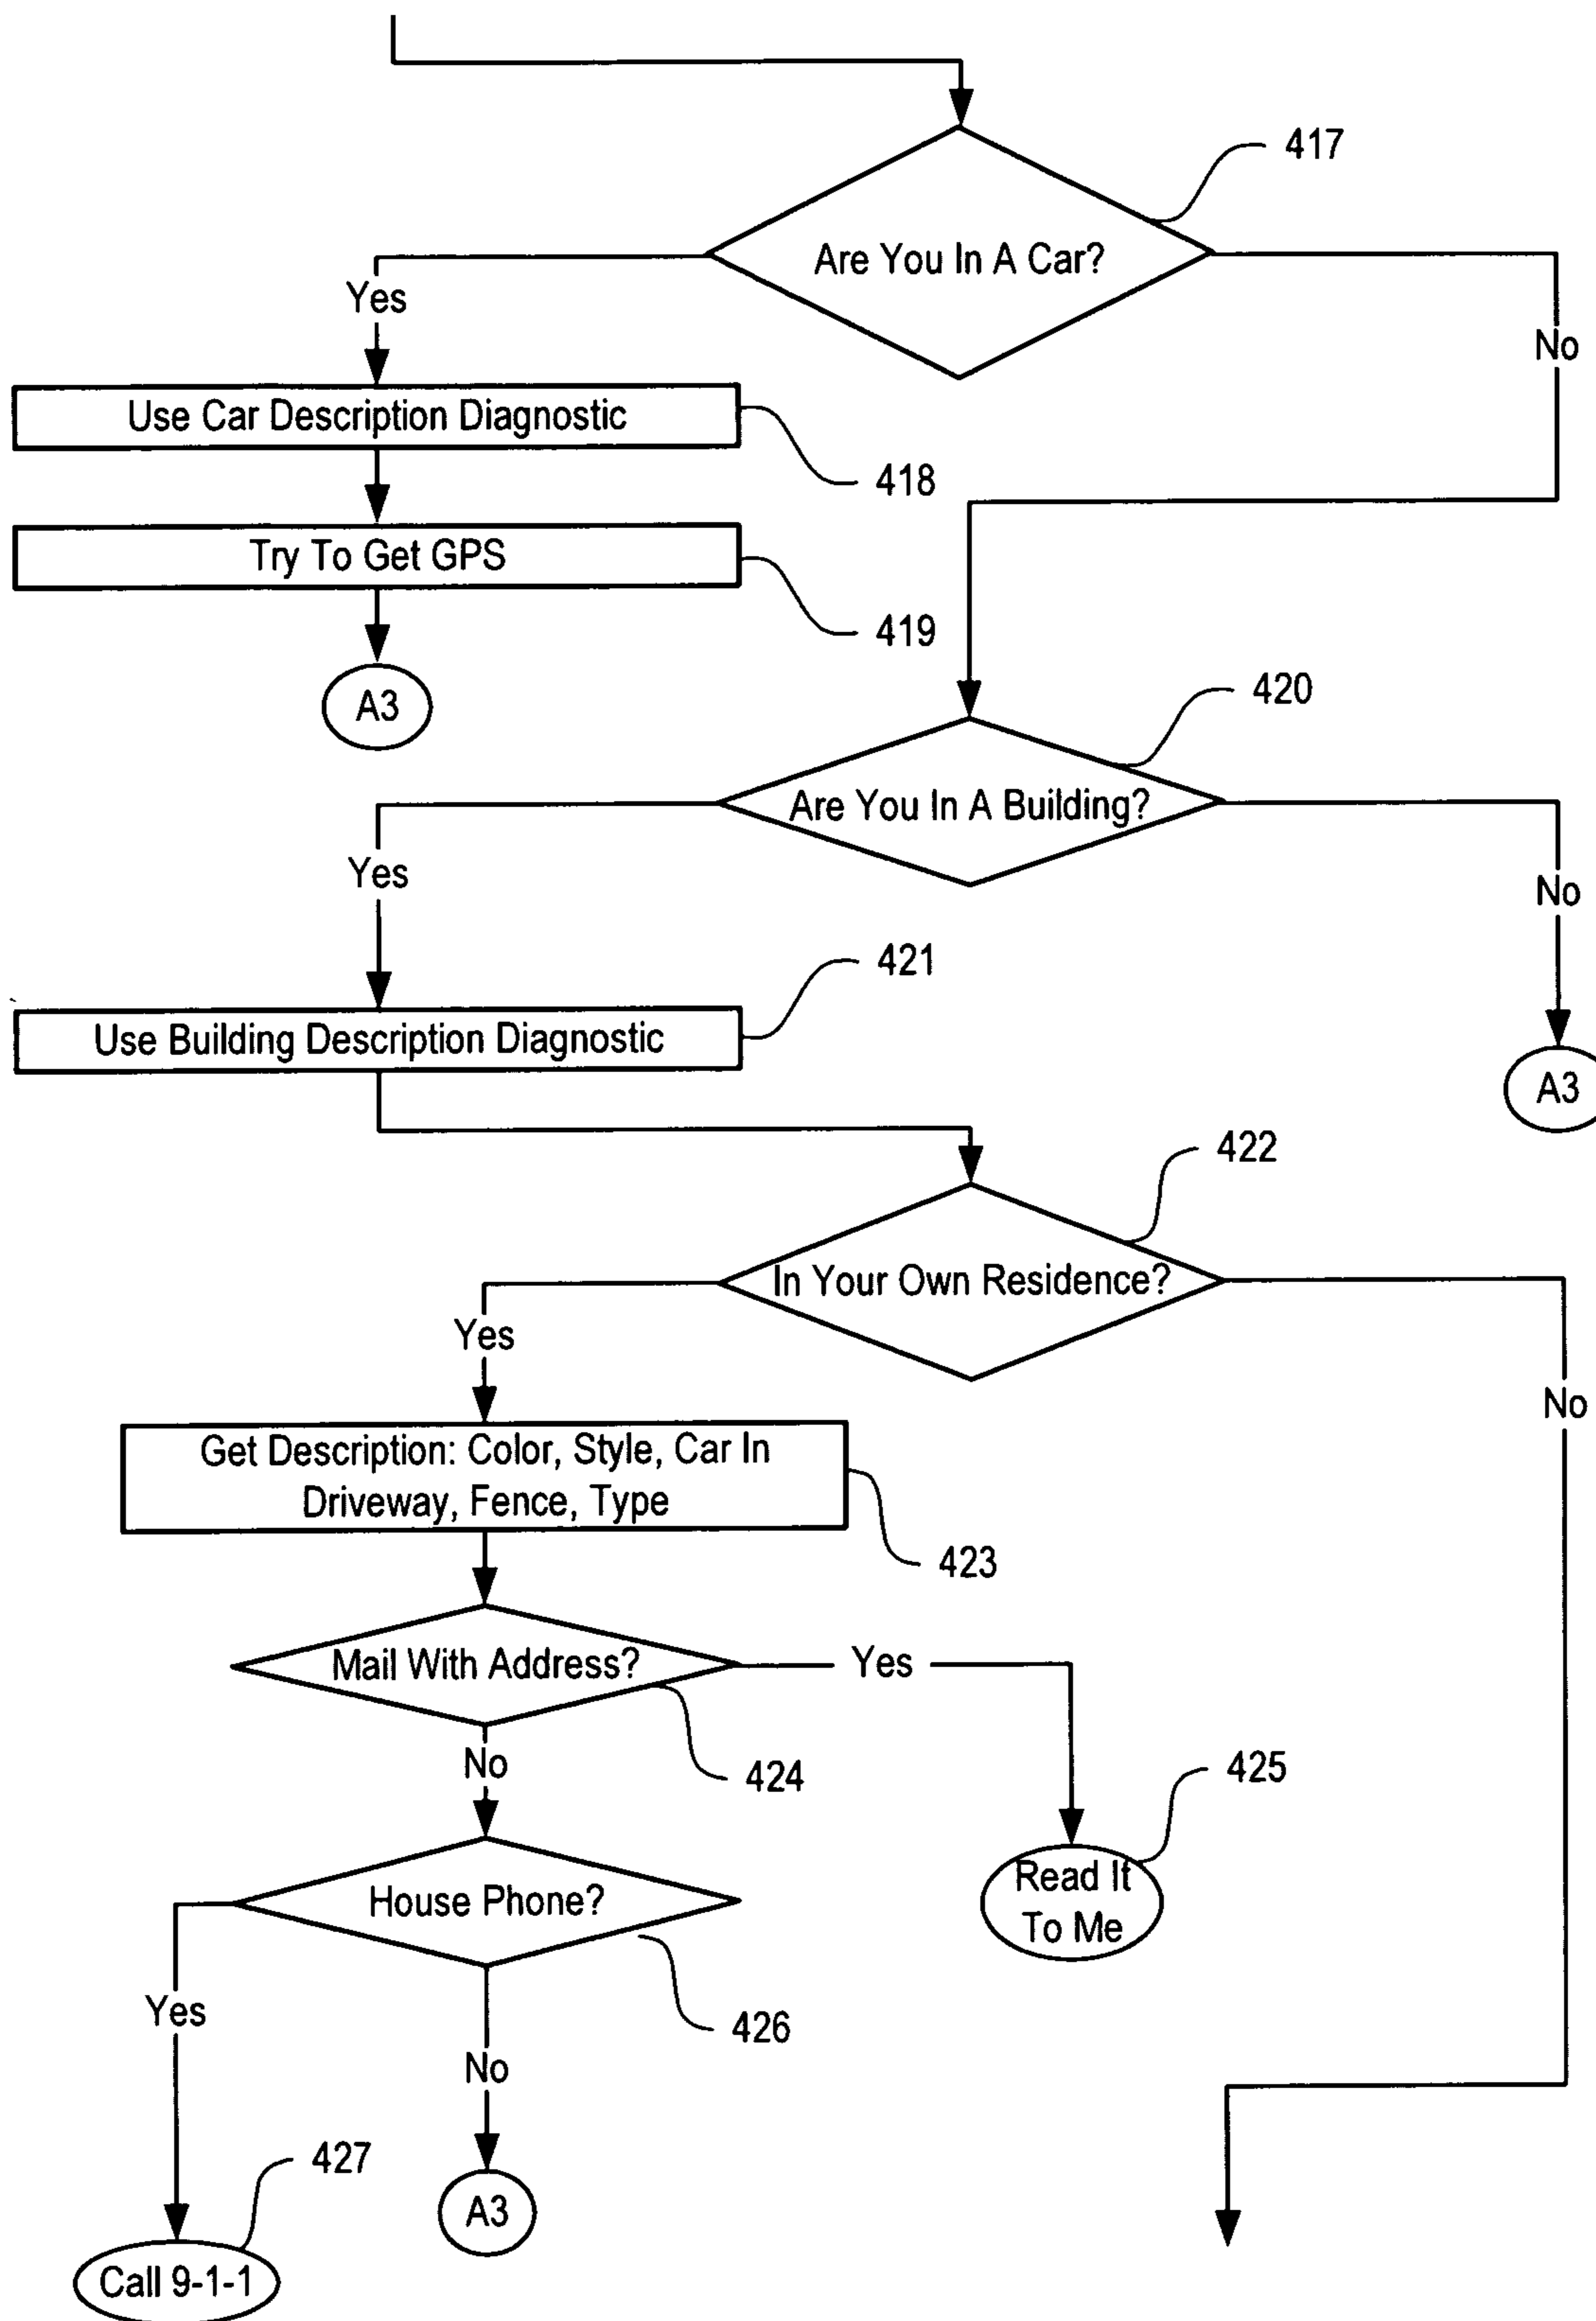 417
Are You In A Car?
Yes
No
Use Car Description Diagnostic
418
Try To Get GPS
419
A3
420
Are You In A Building?
Yes
No
421
Use Building Description Diagnostic
A3
422
In Your Own Residence?
Yes
No
Get Description: Color, Style, Car In
Driveway, Fence, Type
423
Mail With Address?
Yes
424
No
425
Read It
To Me
House Phone?
426
Yes
No
427
A3
Call 9-1-1